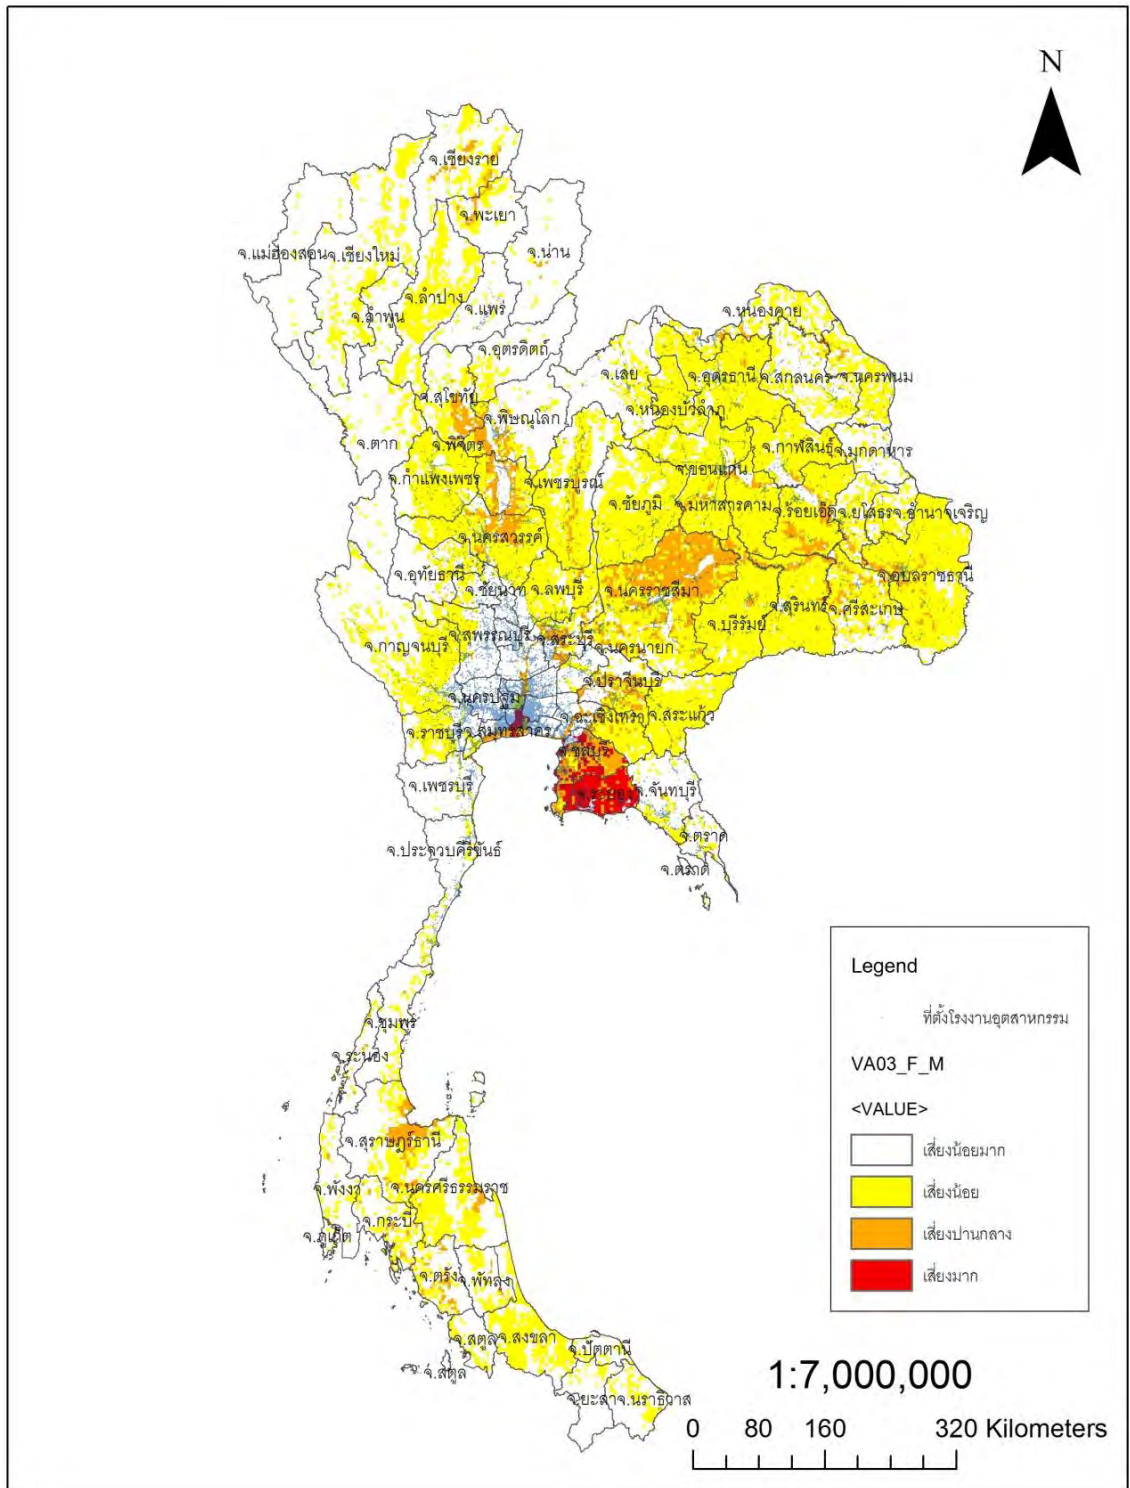 N
จ.เชียงราย
จ.พะเยา
จ.น่าน
จ.แม่ฮ่องสอน
จ.เชียงใหม่
จ.ลำปาง
จ.แพร่
จ.ลำพูน
จ.อุตรดิตถ์
จ.หนองคาย
จ.เลย
จ.อุดรธานี
จ.สกลนคร
จ.นครพนม
จ.สุโขทัย
จ.พิษณุโลก
จ.หนองบัวลำภู
จ.ตาก
จ.พิจิตร
จ.กาฬสินธุ์
จ.มุกดาหาร
จ.ขอนแก่น
จ.กำแพงเพชร
จ.เพชรบูรณ์
จ.ชัยภูมิ
จ.มหาสารคาม
จ.ร้อยเอ็ด
จ.ยโสธร
จ.อำนาจเจริญ
จ.นครสวรรค์
จ.อุทัยธานี
จ.ชัยนาท
จ.ลพบุรี
จ.นครราชสีมา
จ.อุบลราชธานี
จ.สุรินทร์
จ.ศรีสะเกษ
จ.บุรีรัมย์
จ.กาญจนบุรี
จ.สุพรรณบุรี
จ.สระบุรี
จ.นครนายก
จ.ปราจีนบุรี
จ.นครปฐม
จ.ฉะเชิงเทรา
จ.สระแก้ว
จ.ราชบุรี
จ.สมุทรสาคร
จ.ชลบุรี
จ.เพชรบุรี
จ.ระยอง
จ.จันทบุรี
จ.ตราด
จ.ประจวบคีรีขันธ์
จ.ตราด
จ.ชุมพร
จ.ระนอง
จ.สุราษฎร์ธานี
จ.พังงา
จ.นครศรีธรรมราช
จ.กระบี่
จ.ภูเก็ต
จ.ตรัง
จ.พัทลุง
จ.สตูล
จ.สงขลา
จ.ปัตตานี
จ.สตูล
จ.ยะลา
จ.นราธิวาส
Legend
ที่ตั้งโรงงานอุตสาหกรรม
VA03_F_M
<VALUE>
เสี่ยงน้อยมาก
เสี่ยงน้อย
เสี่ยงปานกลาง
เสี่ยงมาก
1:7,000,000
0 80 160 320 Kilometers